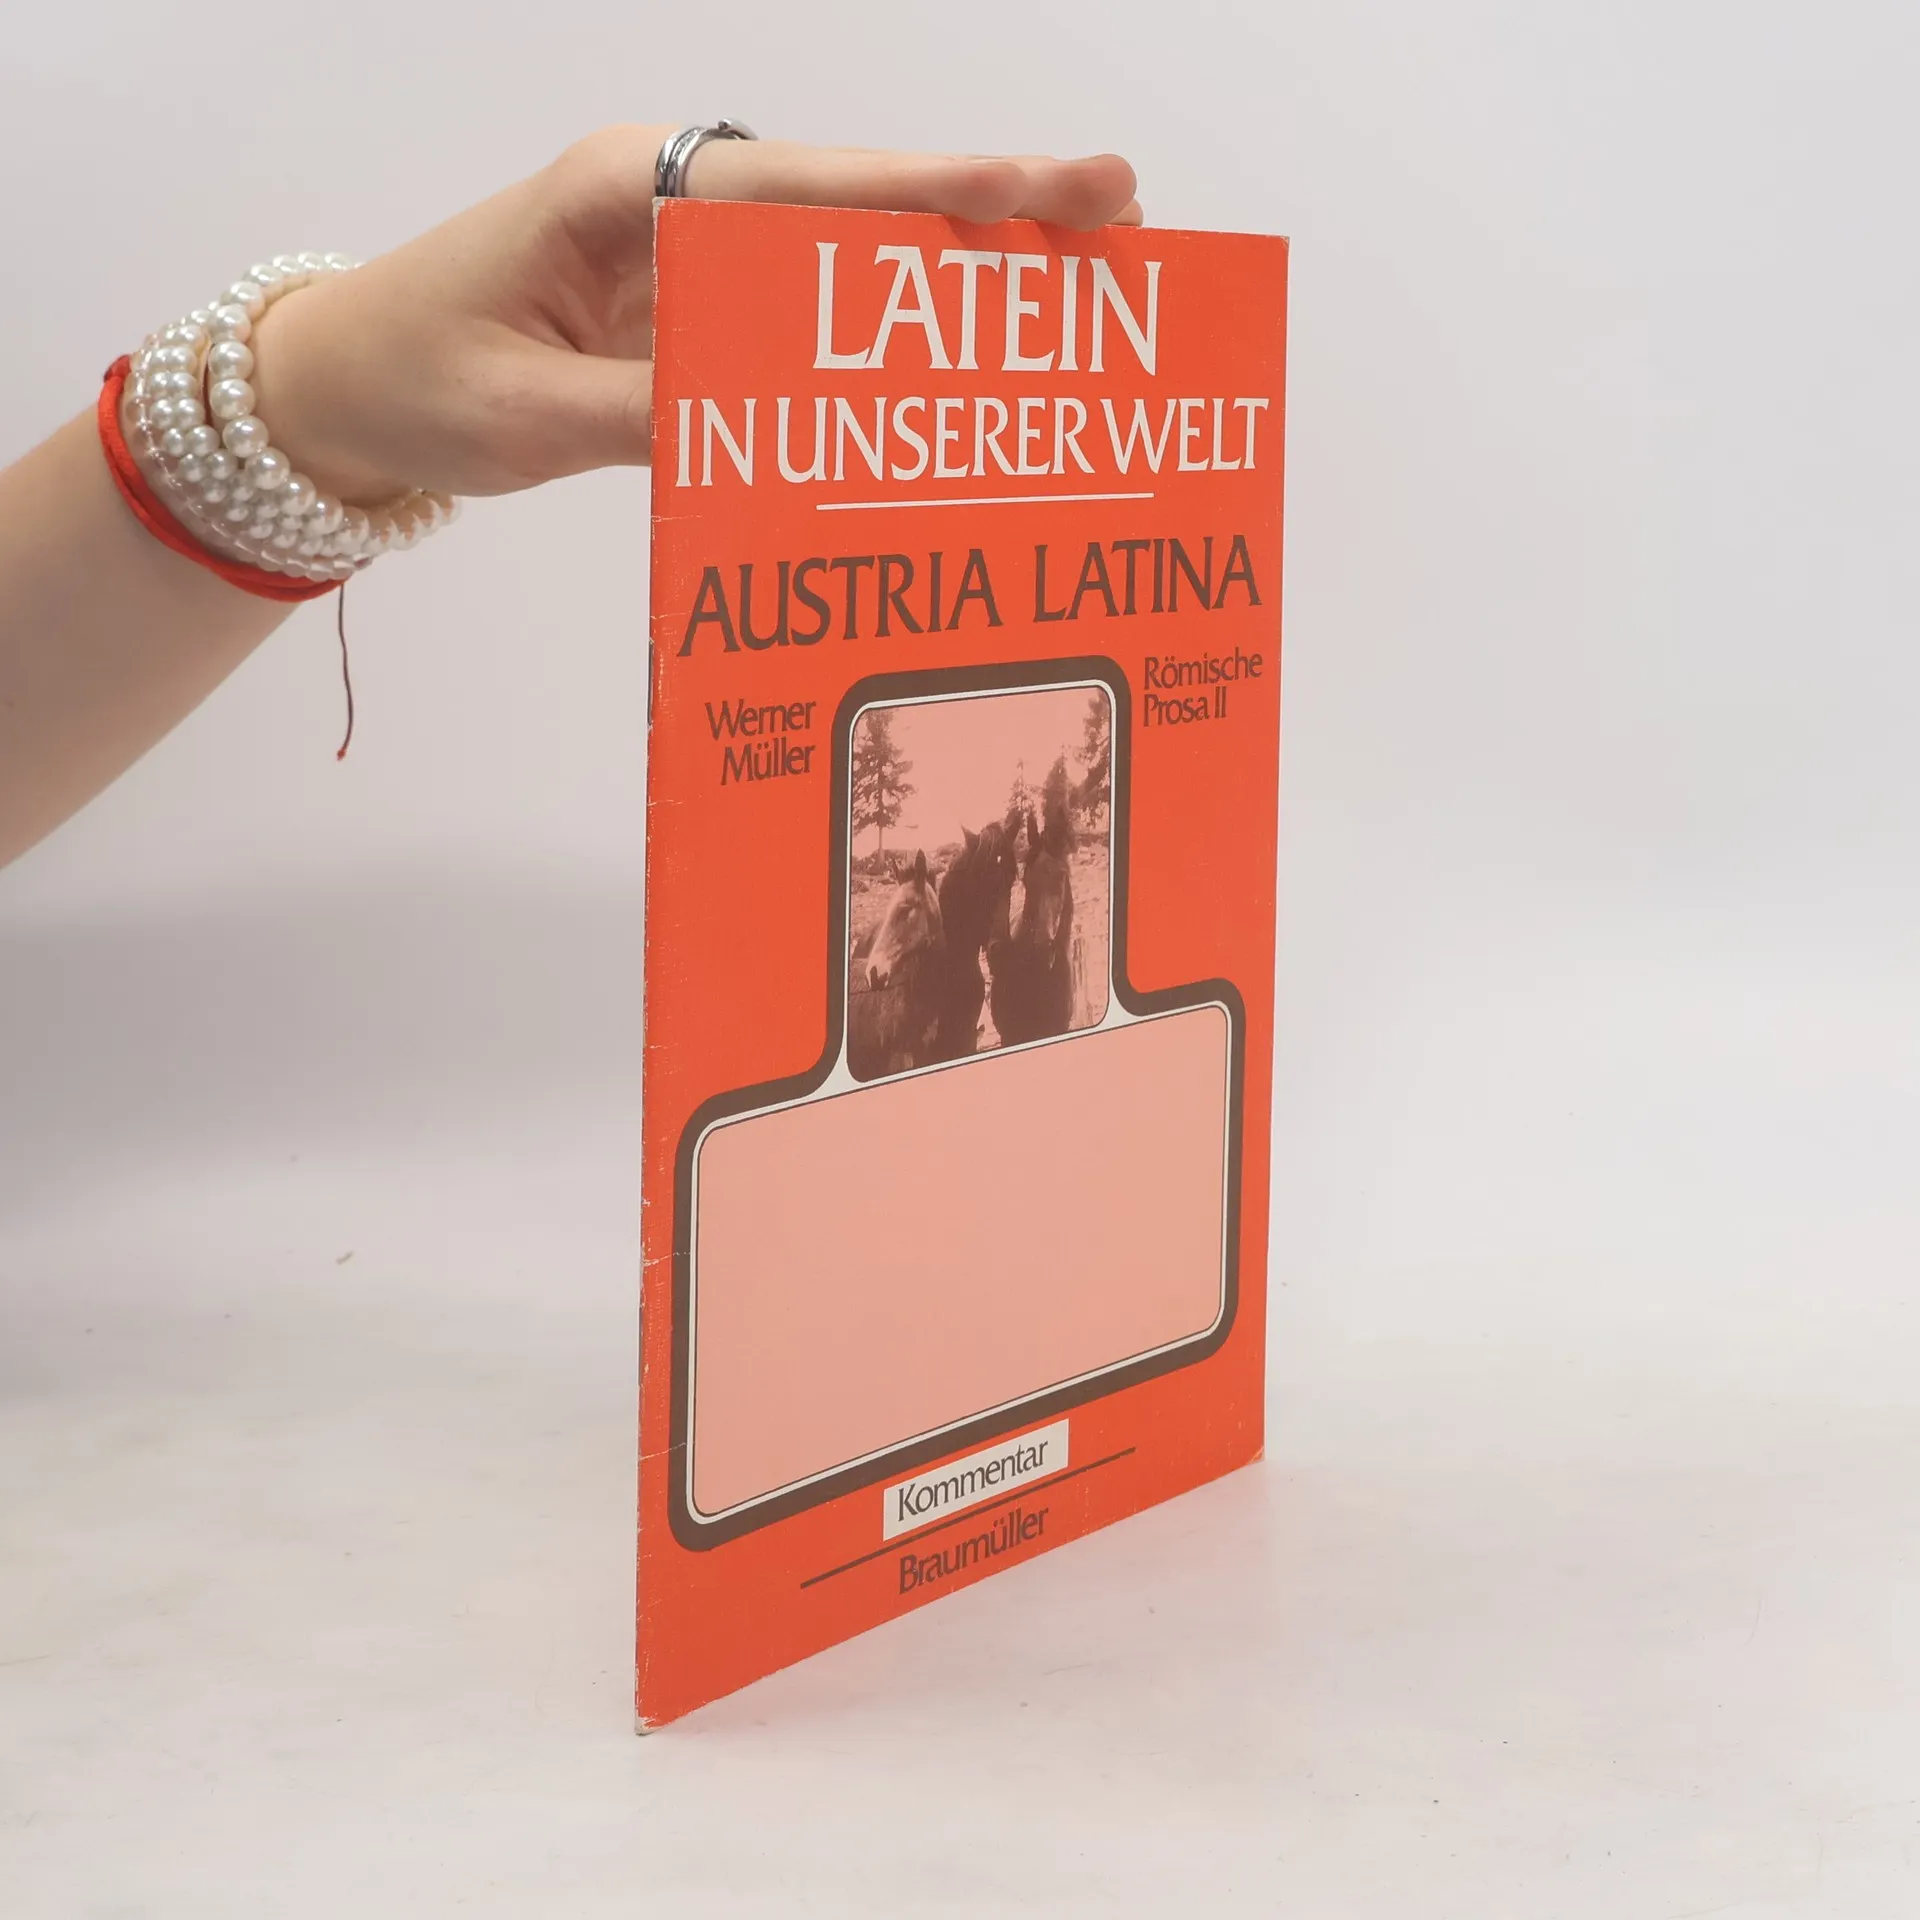 LATEIN
IN UNSERER WELT
AUSTRIA LATINA
Werner
Müller
Römische
Prosa II
Kommentar
Braumüller